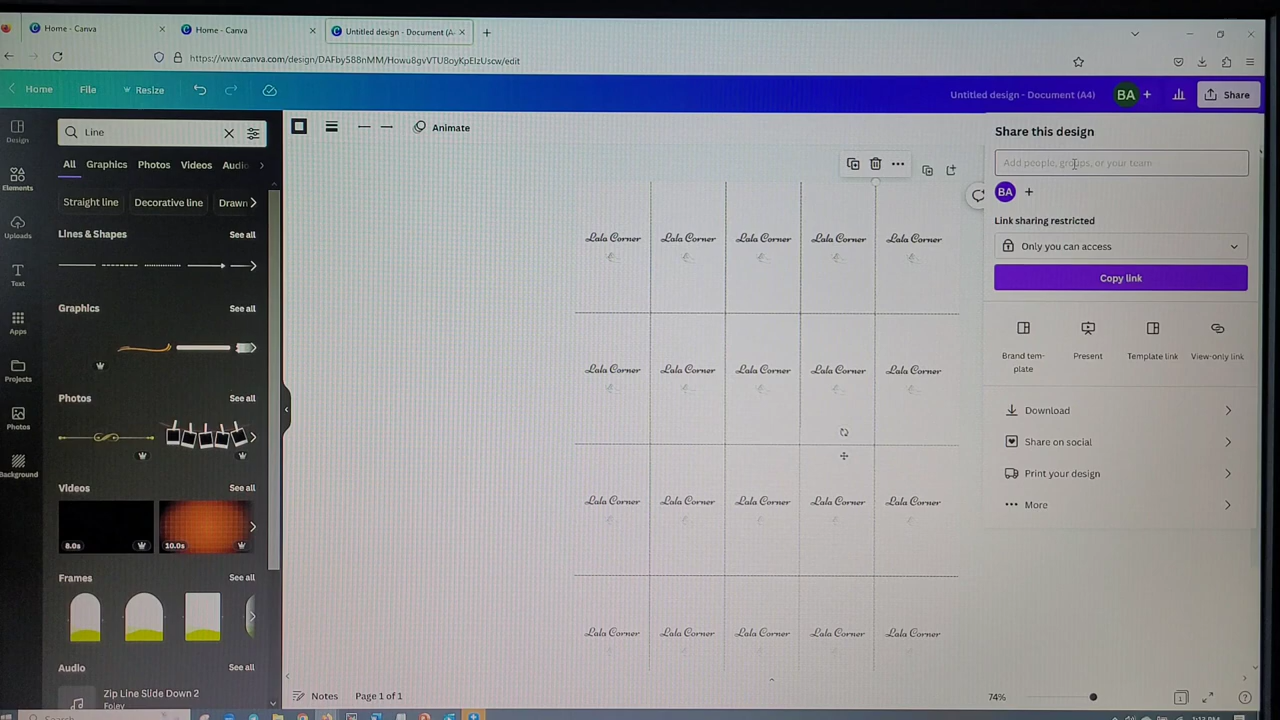 Home - Canva
Home - Canva
Untitled design - Document (A4
https://www.canva.com/design/DAFby588nMM/Howu8gvVTU8oyKpEIzUscw/edit
Home
File
Resize
Untitled design - Document (A4)
BA
Share
Design
Elements
Uploads
Text
Apps
Projects
Photos
Background
Line
All
Graphics
Photos
Videos
Audio
Straight line
Decorative line
Drawn
Lines & Shapes
See all
Graphics
See all
Photos
See all
Videos
See all
8.0s
10.0s
Frames
See all
Audio
See all
Zip Line Slide Down 2
Foley
Animate
Lala Corner Lala Corner Lala Corner Lala Corner Lala Corner
Lala Corner Lala Corner Lala Corner Lala Corner Lala Corner
Lala Corner Lala Corner Lala Corner Lala Corner Lala Corner
Lala Corner Lala Corner Lala Corner Lala Corner Lala Corner
Share this design
Add people, groups, or your team
BA
Link sharing restricted
Only you can access
Copy link
Brand tem-
plate
Present
Template link
View-only link
Download
Share on social
Print your design
More
Notes
Page 1 of 1
74%
1
Search